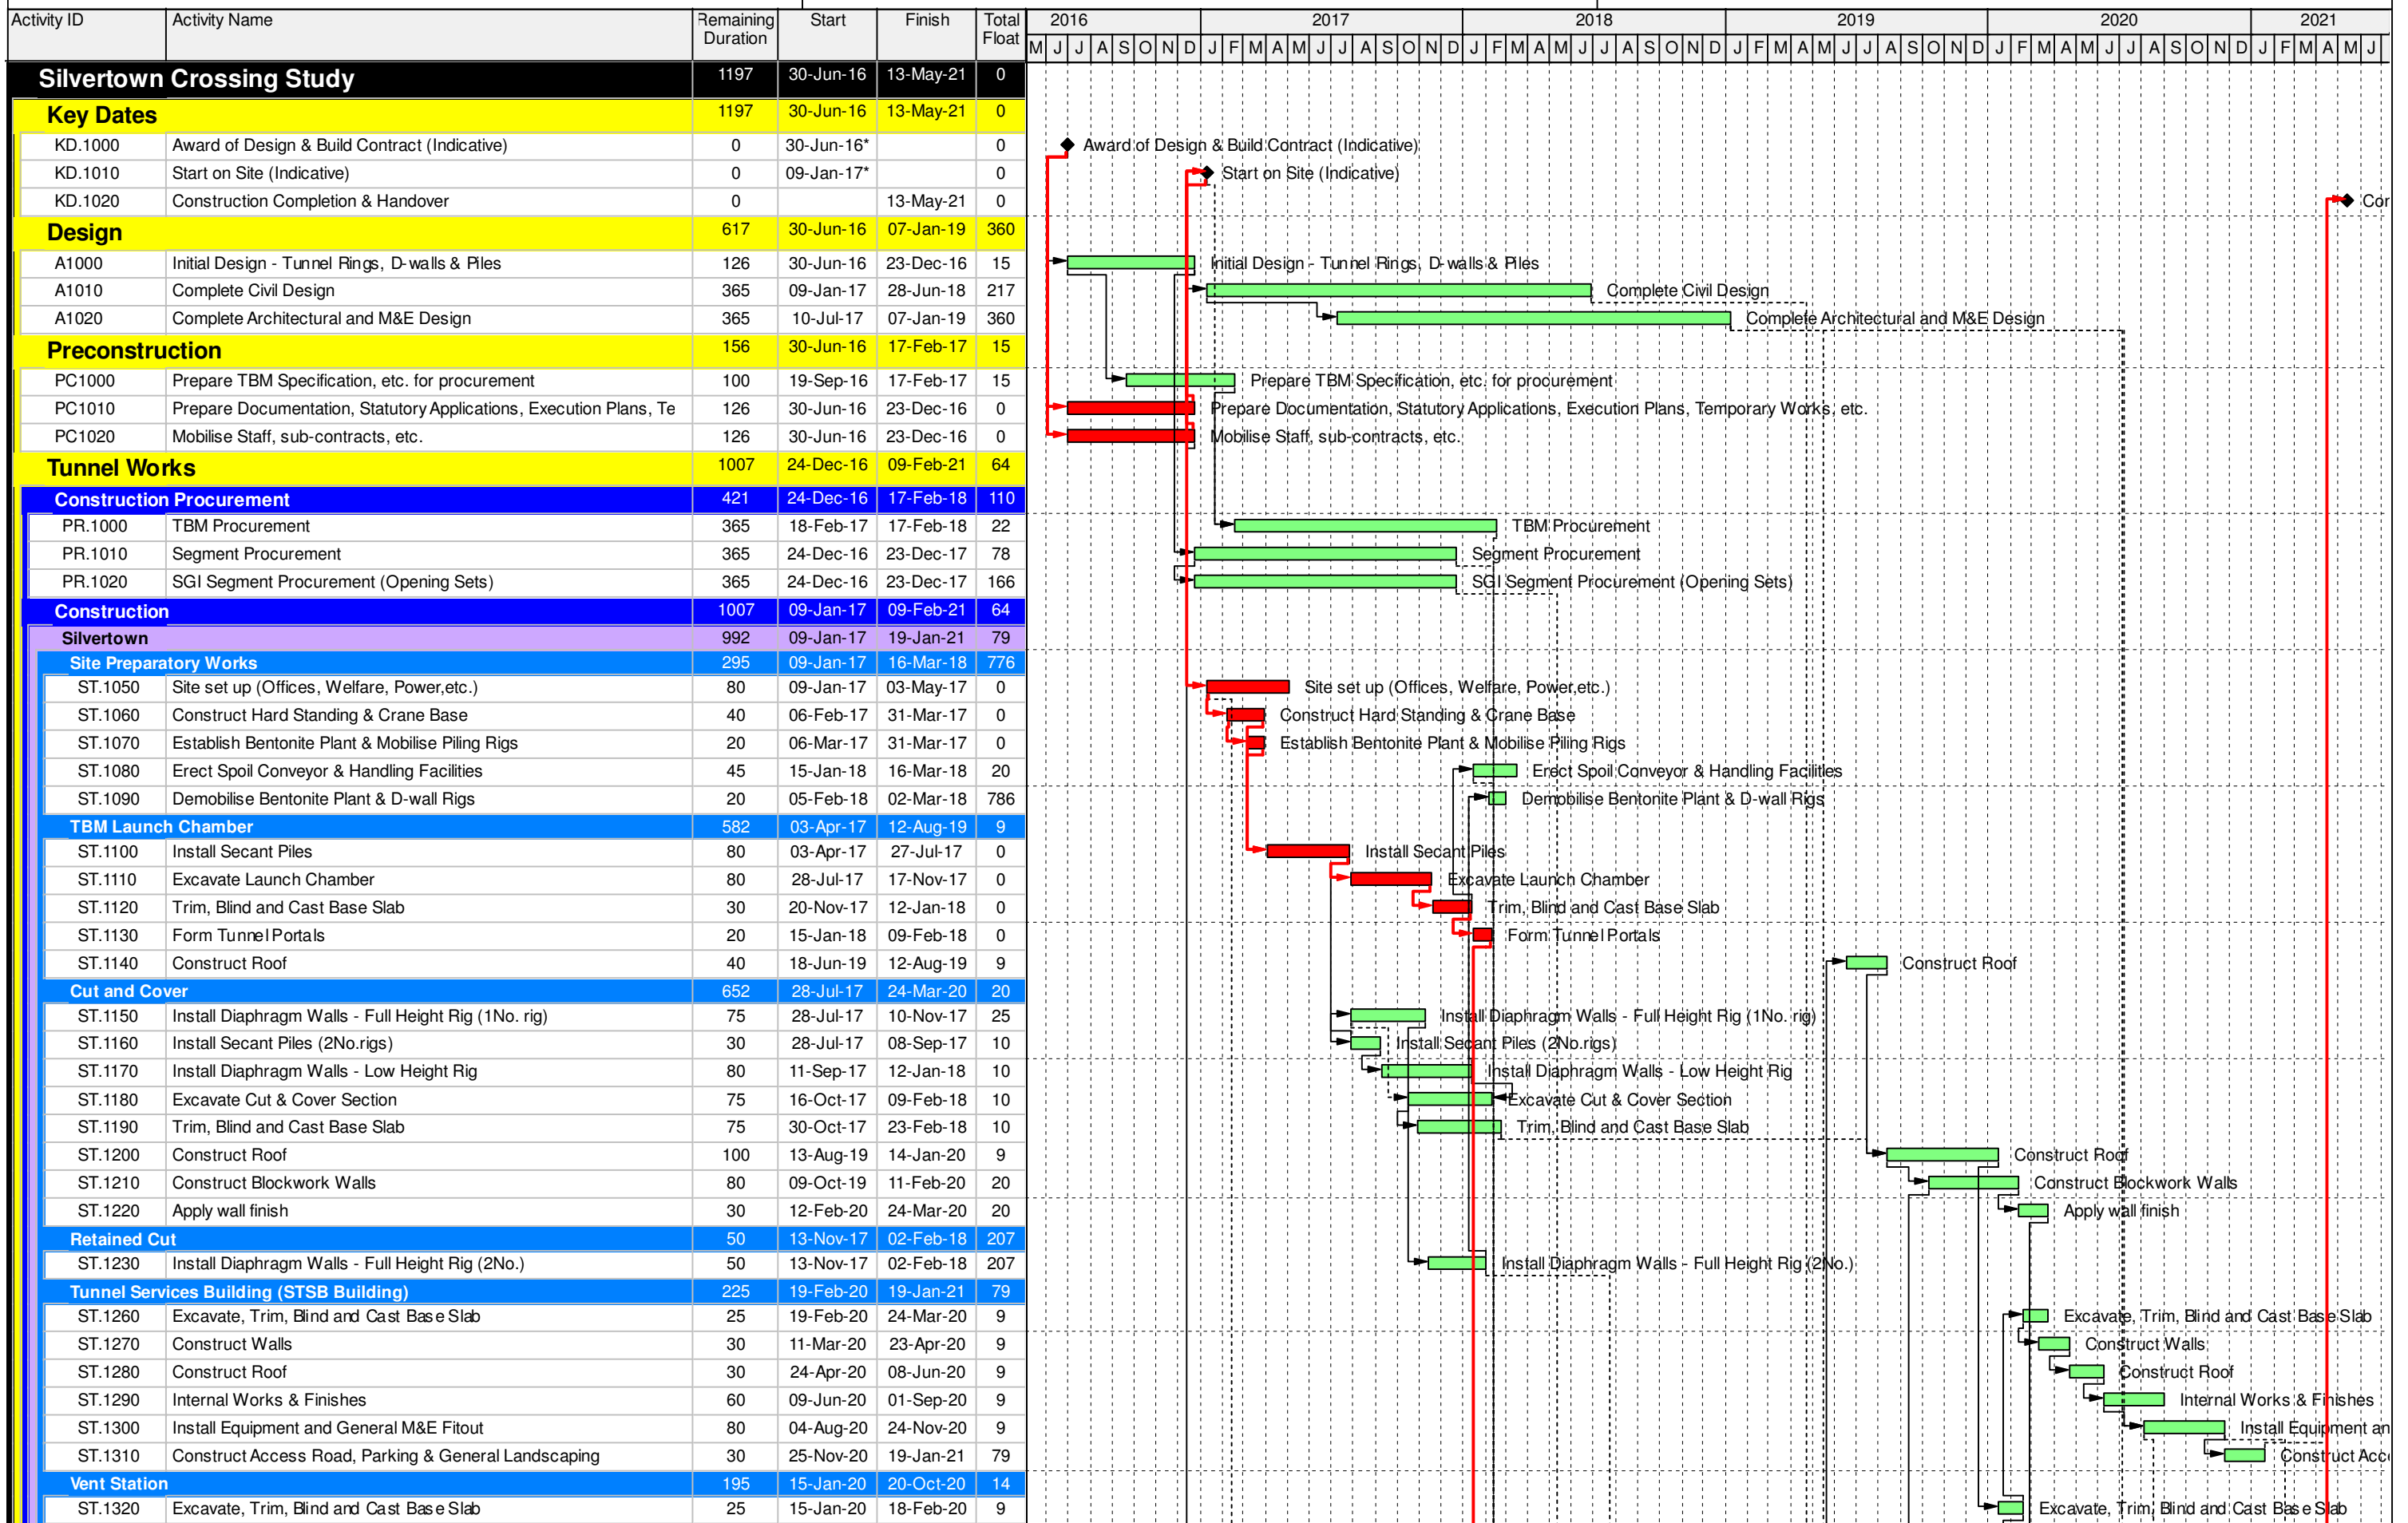 Activity ID Activity Name Remaining Duration Start Finish Total Float 2016 2017 2018 2019 2020 2021
M J J A S O N D J F M A M J J A S O N D J F M A M J J A S O N D J F M A M J J A S O N D J F M A M J J A S O N D J F M A M J
Silvertown Crossing Study 1197 30-Jun-16 13-May-21 0
Key Dates 1197 30-Jun-16 13-May-21 0
KD.1000 Award of Design & Build Contract (Indicative) 0 30-Jun-16* 0 Award of Design & Build Contract (Indicative)
KD.1010 Start on Site (Indicative) 0 09-Jan-17* 0 Start on Site (Indicative)
KD.1020 Construction Completion & Handover 0 13-May-21 0 Cor
Design 617 30-Jun-16 07-Jan-19 360
A1000 Initial Design - Tunnel Rings, D-walls & Piles 126 30-Jun-16 23-Dec-16 15 Initial Design - Tunnel Rings, D-walls & Piles
A1010 Complete Civil Design 365 09-Jan-17 28-Jun-18 217 Complete Civil Design
A1020 Complete Architectural and M&E Design 365 10-Jul-17 07-Jan-19 360 Complete Architectural and M&E Design
Preconstruction 156 30-Jun-16 17-Feb-17 15
PC1000 Prepare TBM Specification, etc. for procurement 100 19-Sep-16 17-Feb-17 15 Prepare TBM Specification, etc. for procurement
PC1010 Prepare Documentation, Statutory Applications, Execution Plans, Te 126 30-Jun-16 23-Dec-16 0 Prepare Documentation, Statutory Applications, Execution Plans, Temporary Works, etc.
PC1020 Mobilise Staff, sub-contracts, etc. 126 30-Jun-16 23-Dec-16 0 Mobilise Staff, sub-contracts, etc.
Tunnel Works 1007 24-Dec-16 09-Feb-21 64
Construction Procurement 421 24-Dec-16 17-Feb-18 110
PR.1000 TBM Procurement 365 18-Feb-17 17-Feb-18 22 TBM Procurement
PR.1010 Segment Procurement 365 24-Dec-16 23-Dec-17 78 Segment Procurement
PR.1020 SGI Segment Procurement (Opening Sets) 365 24-Dec-16 23-Dec-17 166 SGI Segment Procurement (Opening Sets)
Construction 1007 09-Jan-17 09-Feb-21 64
Silvertown 992 09-Jan-17 19-Jan-21 79
Site Preparatory Works 295 09-Jan-17 16-Mar-18 776
ST.1050 Site set up (Offices, Welfare, Power,etc.) 80 09-Jan-17 03-May-17 0 Site set up (Offices, Welfare, Power,etc.)
ST.1060 Construct Hard Standing & Crane Base 40 06-Feb-17 31-Mar-17 0 Construct Hard Standing & Crane Base
ST.1070 Establish Bentonite Plant & Mobilise Piling Rigs 20 06-Mar-17 31-Mar-17 0 Establish Bentonite Plant & Mobilise Piling Rigs
ST.1080 Erect Spoil Conveyor & Handling Facilities 45 15-Jan-18 16-Mar-18 20 Erect Spoil Conveyor & Handling Facilities
ST.1090 Demobilise Bentonite Plant & D-wall Rigs 20 05-Feb-18 02-Mar-18 786 Demobilise Bentonite Plant & D-wall Rigs
TBM Launch Chamber 582 03-Apr-17 12-Aug-19 9
ST.1100 Install Secant Piles 80 03-Apr-17 27-Jul-17 0 Install Secant Piles
ST.1110 Excavate Launch Chamber 80 28-Jul-17 17-Nov-17 0 Excavate Launch Chamber
ST.1120 Trim, Blind and Cast Base Slab 30 20-Nov-17 12-Jan-18 0 Trim, Blind and Cast Base Slab
ST.1130 Form Tunnel Portals 20 15-Jan-18 09-Feb-18 0 Form Tunnel Portals
ST.1140 Construct Roof 40 18-Jun-19 12-Aug-19 9 Construct Roof
Cut and Cover 652 28-Jul-17 24-Mar-20 20
ST.1150 Install Diaphragm Walls - Full Height Rig (1No. rig) 75 28-Jul-17 10-Nov-17 25 Install Diaphragm Walls - Full Height Rig (1No. rig)
ST.1160 Install Secant Piles (2No.rigs) 30 28-Jul-17 08-Sep-17 10 Install Secant Piles (2No.rigs)
ST.1170 Install Diaphragm Walls - Low Height Rig 80 11-Sep-17 12-Jan-18 10 Install Diaphragm Walls - Low Height Rig
ST.1180 Excavate Cut & Cover Section 75 16-Oct-17 09-Feb-18 10 Excavate Cut & Cover Section
ST.1190 Trim, Blind and Cast Base Slab 75 30-Oct-17 23-Feb-18 10 Trim, Blind and Cast Base Slab
ST.1200 Construct Roof 100 13-Aug-19 14-Jan-20 9 Construct Roof
ST.1210 Construct Blockwork Walls 80 09-Oct-19 11-Feb-20 20 Construct Blockwork Walls
ST.1220 Apply wall finish 30 12-Feb-20 24-Mar-20 20 Apply wall finish
Retained Cut 50 13-Nov-17 02-Feb-18 207
ST.1230 Install Diaphragm Walls - Full Height Rig (2No.) 50 13-Nov-17 02-Feb-18 207 Install Diaphragm Walls - Full Height Rig (2No.)
Tunnel Services Building (STSB Building) 225 19-Feb-20 19-Jan-21 79
ST.1260 Excavate, Trim, Blind and Cast Base Slab 25 19-Feb-20 24-Mar-20 9 Excavate, Trim, Blind and Cast Base Slab
ST.1270 Construct Walls 30 11-Mar-20 23-Apr-20 9 Construct Walls
ST.1280 Construct Roof 30 24-Apr-20 08-Jun-20 9 Construct Roof
ST.1290 Internal Works & Finishes 60 09-Jun-20 01-Sep-20 9 Internal Works & Finishes
ST.1300 Install Equipment and General M&E Fitout 80 04-Aug-20 24-Nov-20 9 Install Equipment an
ST.1310 Construct Access Road, Parking & General Landscaping 30 25-Nov-20 19-Jan-21 79 Construct Acc
Vent Station 195 15-Jan-20 20-Oct-20 14
ST.1320 Excavate, Trim, Blind and Cast Base Slab 25 15-Jan-20 18-Feb-20 9 Excavate, Trim, Blind and Cast Base Slab